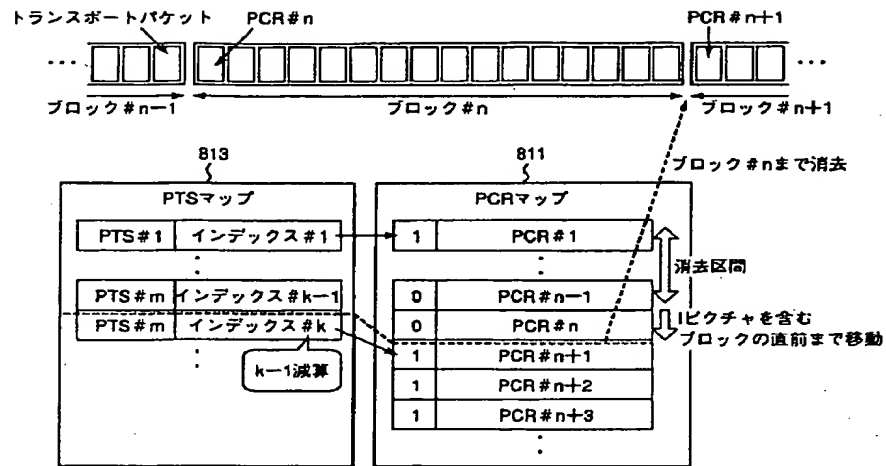 トランスポートパケット PCR#n PCR#n+1
... ...
ブロック#n-1 ブロック#n ブロック#n+1
813 811
ブロック#nまで消去
PTSマップ PCRマップ
PTS#1 インデックス#1 1 PCR#1
消去区間
PTS#m インデックス#k-1 0 PCR#n-1
PTS#m インデックス#k 0 PCR#n
Iピクチャを含む
ブロックの直前まで移動
1 PCR#n+1
k-1減算
1 PCR#n+2
1 PCR#n+3